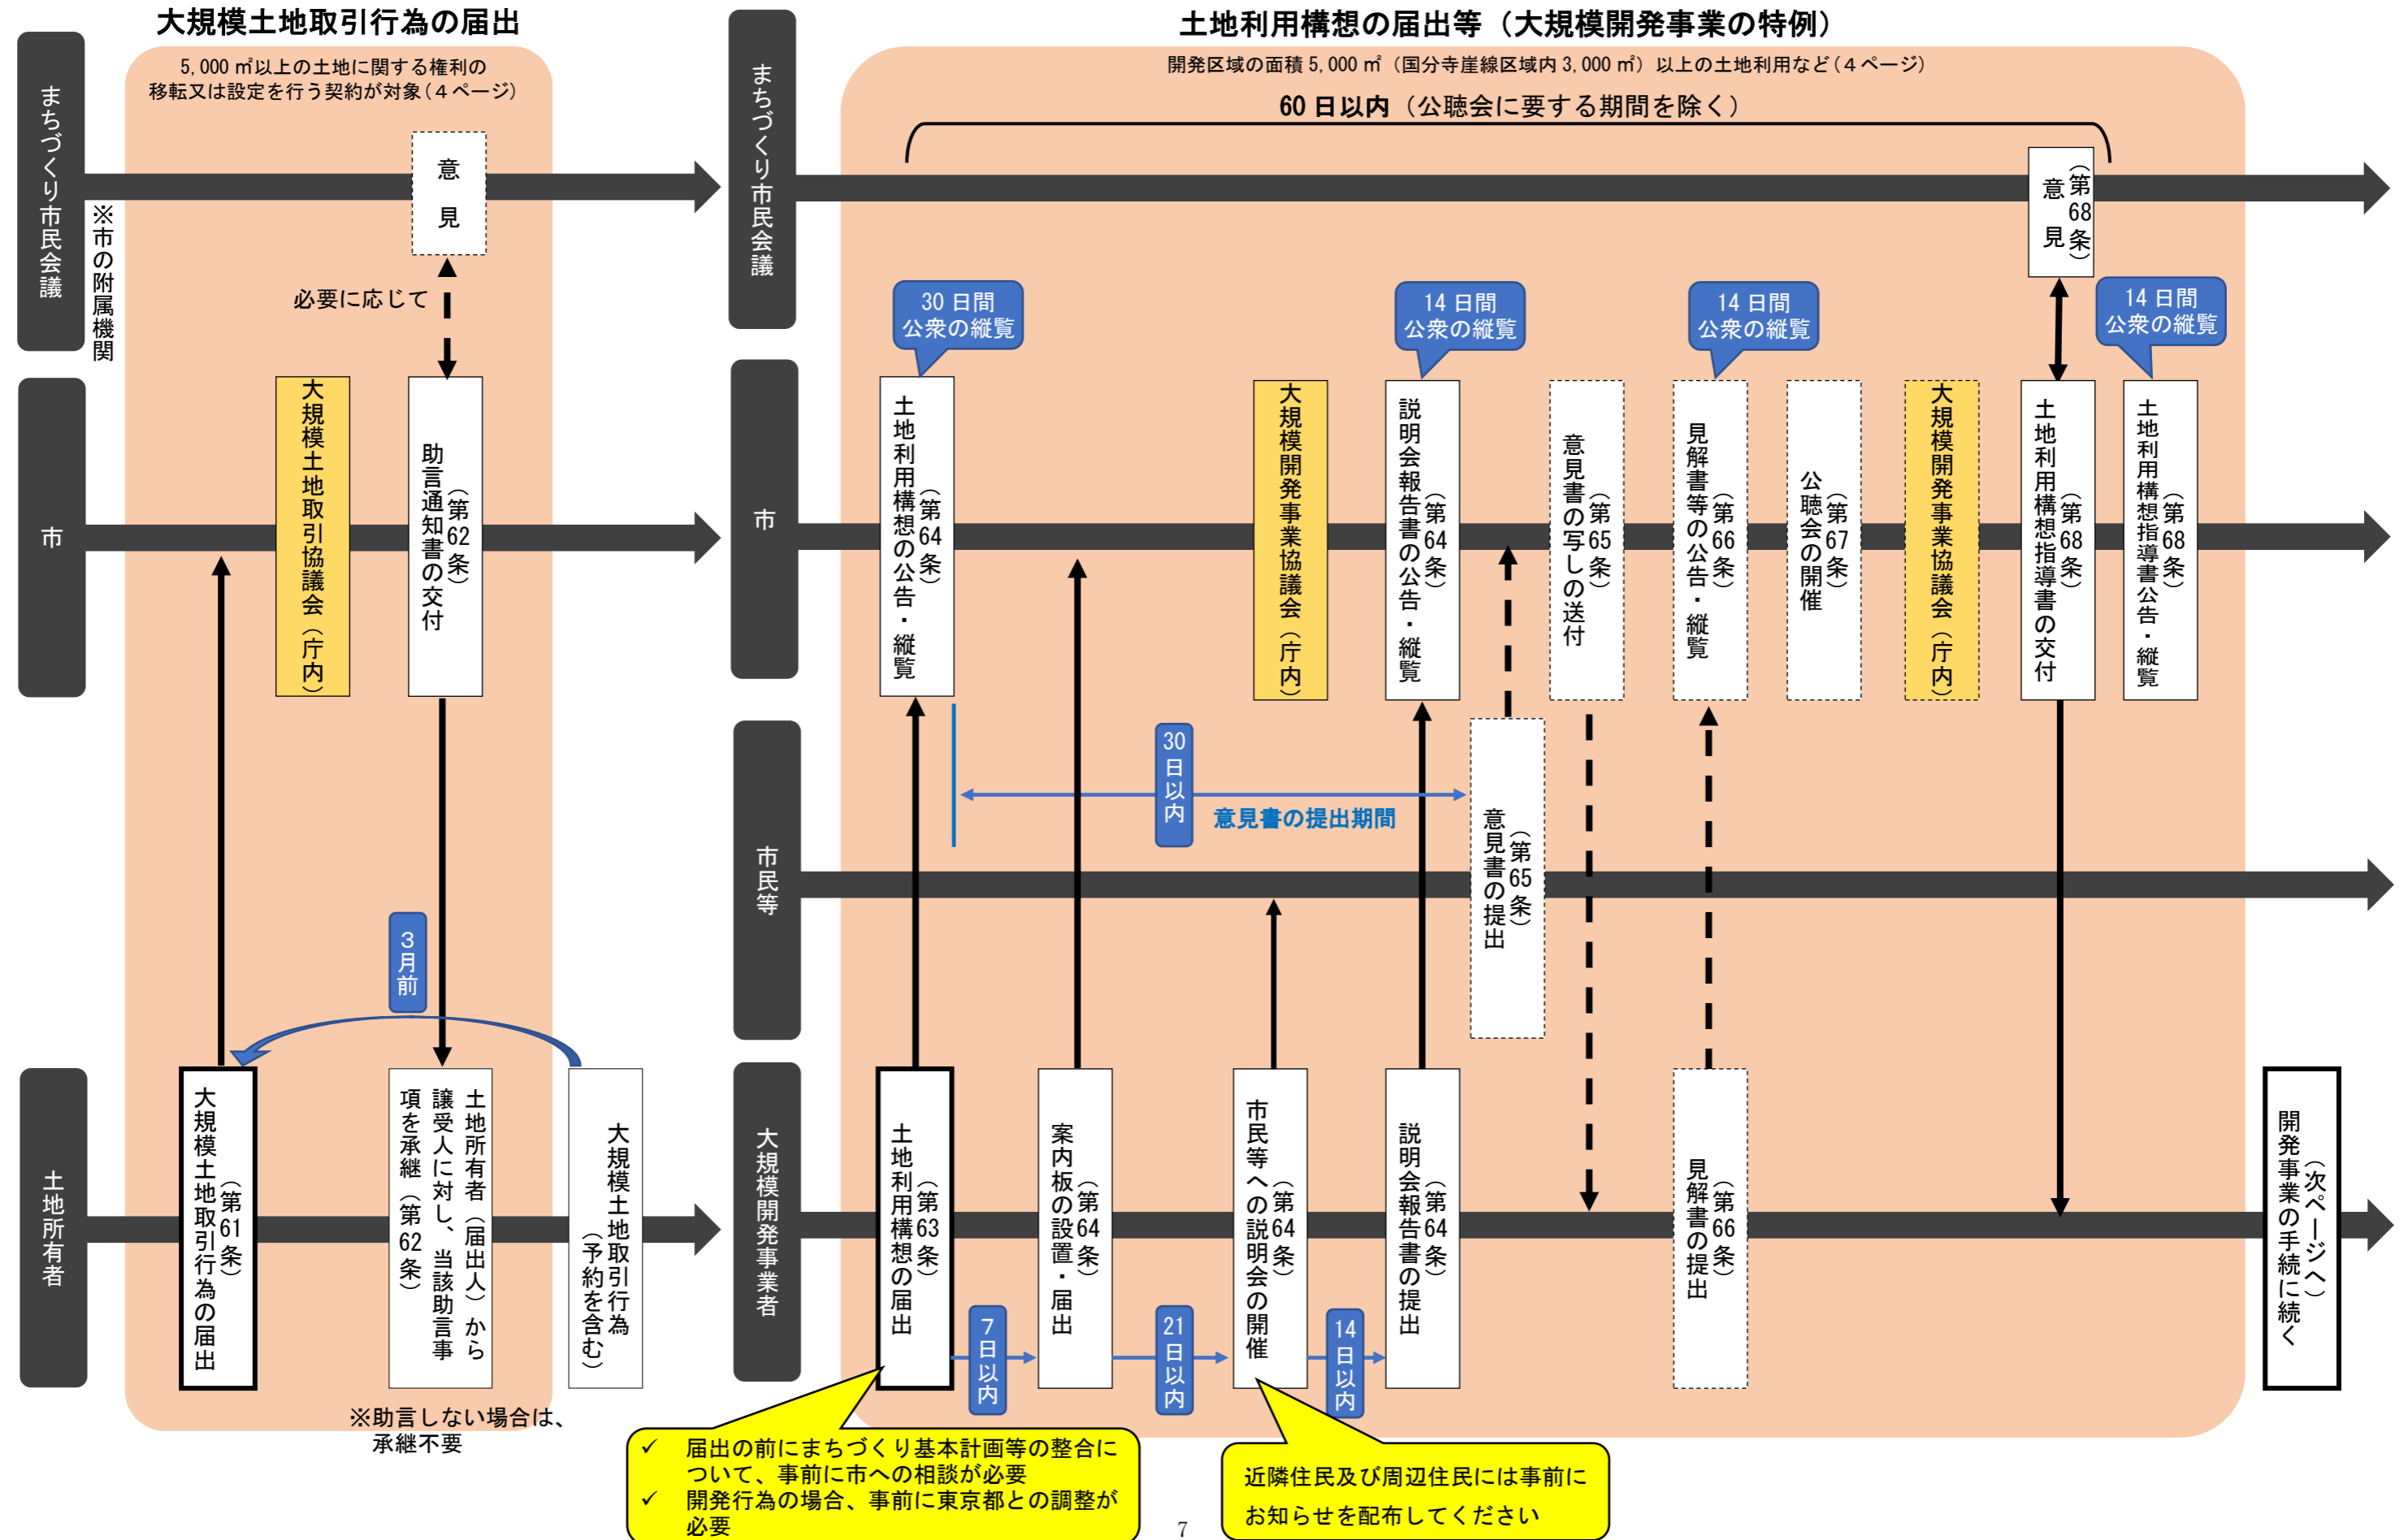 大規模土地取引行為の届出
5,000 ㎡以上の土地に関する権利の
移転又は設定を行う契約が対象(４ページ)
まちづくり市民会議
※市の附属機関
意見
必要に応じて
市
大規模土地取引協議会（庁内）
助言通知書の交付
（第62条）
3月前
土地所有者
大規模土地取引行為の届出
（第61条）
土地所有者（届出人）から
譲受人に対し、当該助言事
項を承継（第62条）
大規模土地取引行為
（予約を含む）
※助言しない場合は、
承継不要
土地利用構想の届出等（大規模開発事業の特例）
開発区域の面積 5,000 ㎡（国分寺崖線区域内 3,000 ㎡）以上の土地利用など(４ページ)
60 日以内（公聴会に要する期間を除く）
まちづくり市民会議
意見
（第68条）
30 日間
公衆の縦覧
14 日間
公衆の縦覧
14 日間
公衆の縦覧
14 日間
公衆の縦覧
市
土地利用構想の公告・縦覧
（第64条）
大規模開発事業協議会（庁内）
説明会報告書の公告・縦覧
（第64条）
意見書の写しの送付
（第65条）
見解書等の公告・縦覧
（第66条）
公聴会の開催
（第67条）
大規模開発事業協議会（庁内）
土地利用構想指導書の交付
（第68条）
土地利用構想指導書公告・縦覧
（第68条）
30日以内
意見書の提出期間
市民等
意見書の提出
（第65条）
大規模開発事業者
土地利用構想の届出
（第63条）
7日以内
案内板の設置・届出
（第64条）
21日以内
市民等への説明会の開催
（第64条）
14日以内
説明会報告書の提出
（第64条）
見解書の提出
（第66条）
開発事業の手続に続く
（次ページへ）
✓ 届出の前にまちづくり基本計画等の整合に
ついて、事前に市への相談が必要
✓ 開発行為の場合、事前に東京都との調整が
必要
近隣住民及び周辺住民には事前に
お知らせを配布してください
7